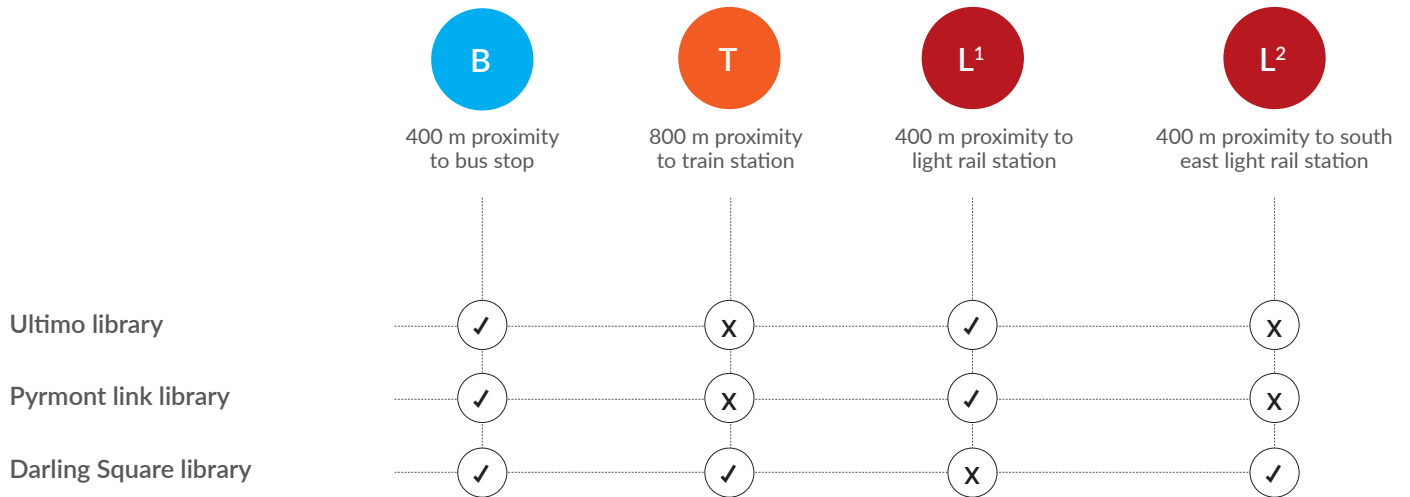 B T L¹ L²
400 m proximity to bus stop
800 m proximity to train station
400 m proximity to light rail station
400 m proximity to south east light rail station
Ultimo library ✓ x ✓ x
Pyrmont link library ✓ x ✓ x
Darling Square library ✓ ✓ x ✓